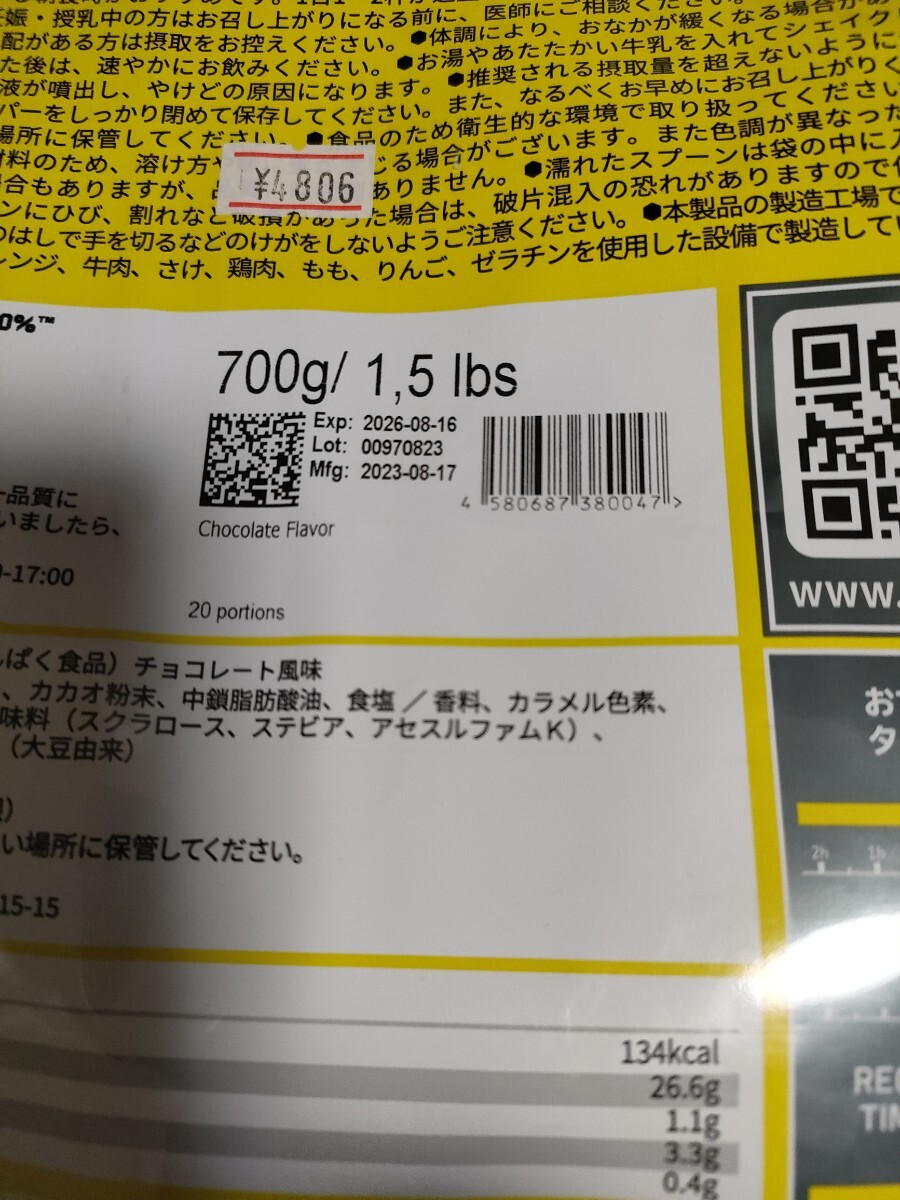 妊娠・授乳中の方はお召し上がりになる前に、医師にご相談ください。
配がある方は摂取をお控えください。●体調により、おなかが緩くなる場合があ
た後は、速やかにお飲みください。●お湯やあたたかい牛乳を入れてシェイク
液が噴出し、やけどの原因になります。●推奨される摂取量を超えないように
パーをしっかり閉めて保存してください。また、なるべくお早めにお召し上がりく
場所に保管してください。●食品のため衛生的な環境で取り扱ってください
材料のため、溶け方 じる場合がございます。また色調が異なった
場合もありますが、 ありません。●濡れたスプーンは袋の中に入
ンにひび、割れなど破損があった場合は、破片混入の恐れがありますので
のはしで手を切るなどのけがをしないようご注意ください。●本製品の製造工場で
レンジ、牛肉、さけ、鶏肉、もも、りんご、ゼラチンを使用した設備で製造してい
¥4806
0%™
700g/ 1,5 lbs
Exp: 2026-08-16
Lot: 00970823
Mfg: 2023-08-17
4 580687 380047 >
Chocolate Flavor
品質に
いましたら、
-17:00
20 portions
www.
ぱく食品）チョコレート風味
、カカオ粉末、中鎖脂肪酸油、食塩／香料、カラメル色素、
味料（スクラロース、ステビア、アセスルファムK）、
（大豆由来）
い場所に保管してください。
15-15
お
タ
2h 1h
134kcal
26.6g
1.1g
3.3g
0.4g
REC
TIM